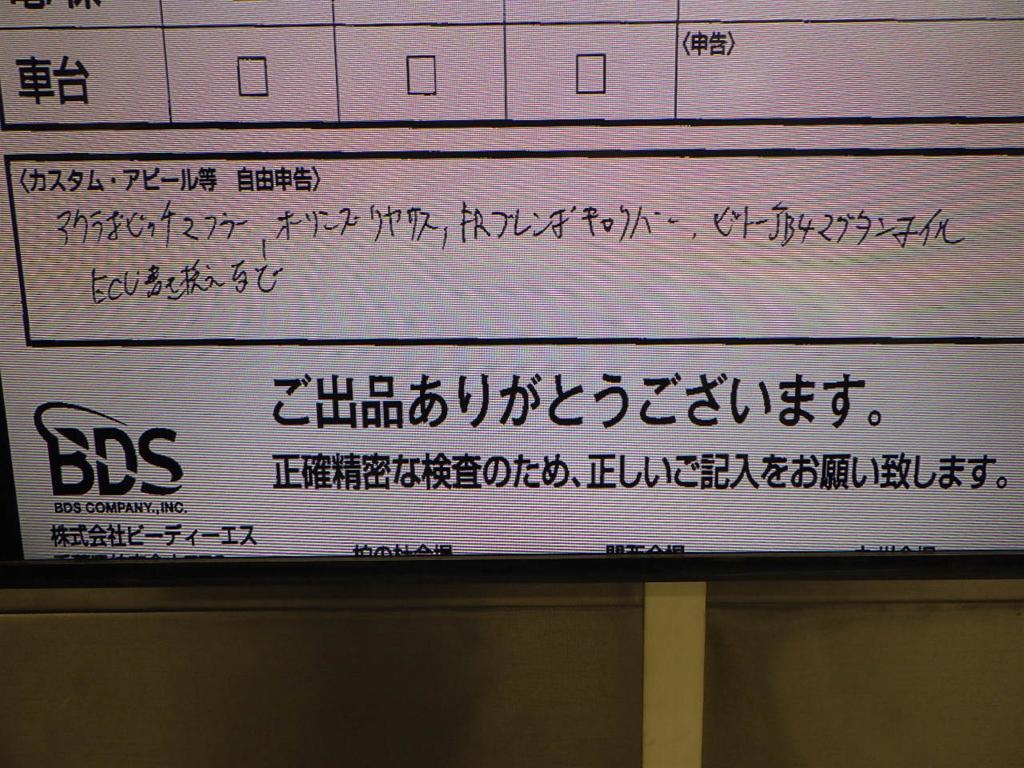 車台 □ □ □ 〈申告〉
〈カスタム・アピール等 自由申告〉
アクラポビッチマフラー, オーリンズリヤサス, FRブレンボキャリパー, ビトーJB4マグタンホイル
ECU書き換えなど
ご出品ありがとうございます。
正確精密な検査のため、正しいご記入をお願い致します。
BDS
BDS COMPANY.,INC.
株式会社ビーディーエス